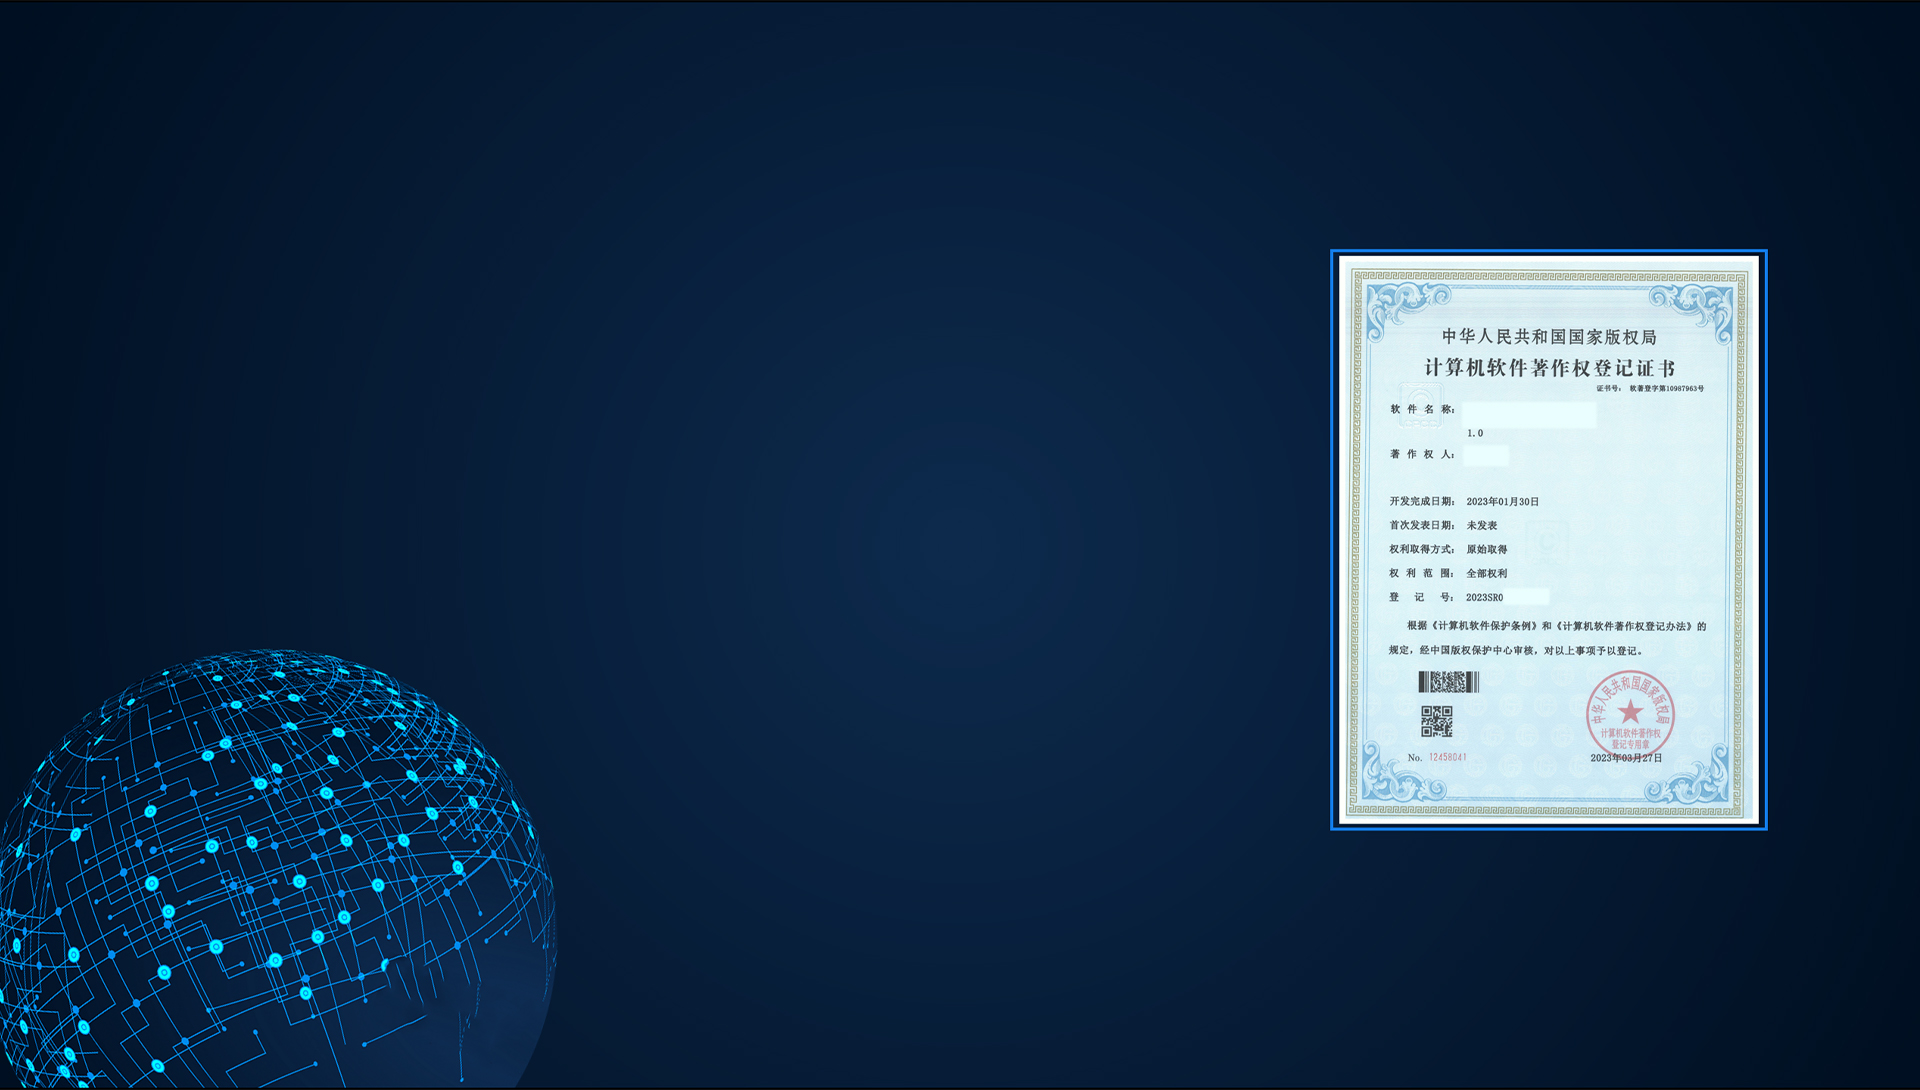 中华人民共和国国家版权局
计算机软件著作权登记证书
证书号： 软著登字第10987963号
软件名称：
1.0
著作权人：
开发完成日期： 2023年01月30日
首次发表日期： 未发表
权利取得方式： 原始取得
权利范围： 全部权利
登记号： 2023SR0
根据《计算机软件保护条例》和《计算机软件著作权登记办法》的
规定，经中国版权保护中心审核，对以上事项予以登记。
中华人民共和国国家版权局
计算机软件著作权
登记专用章
No. 12458041
2023年03月27日